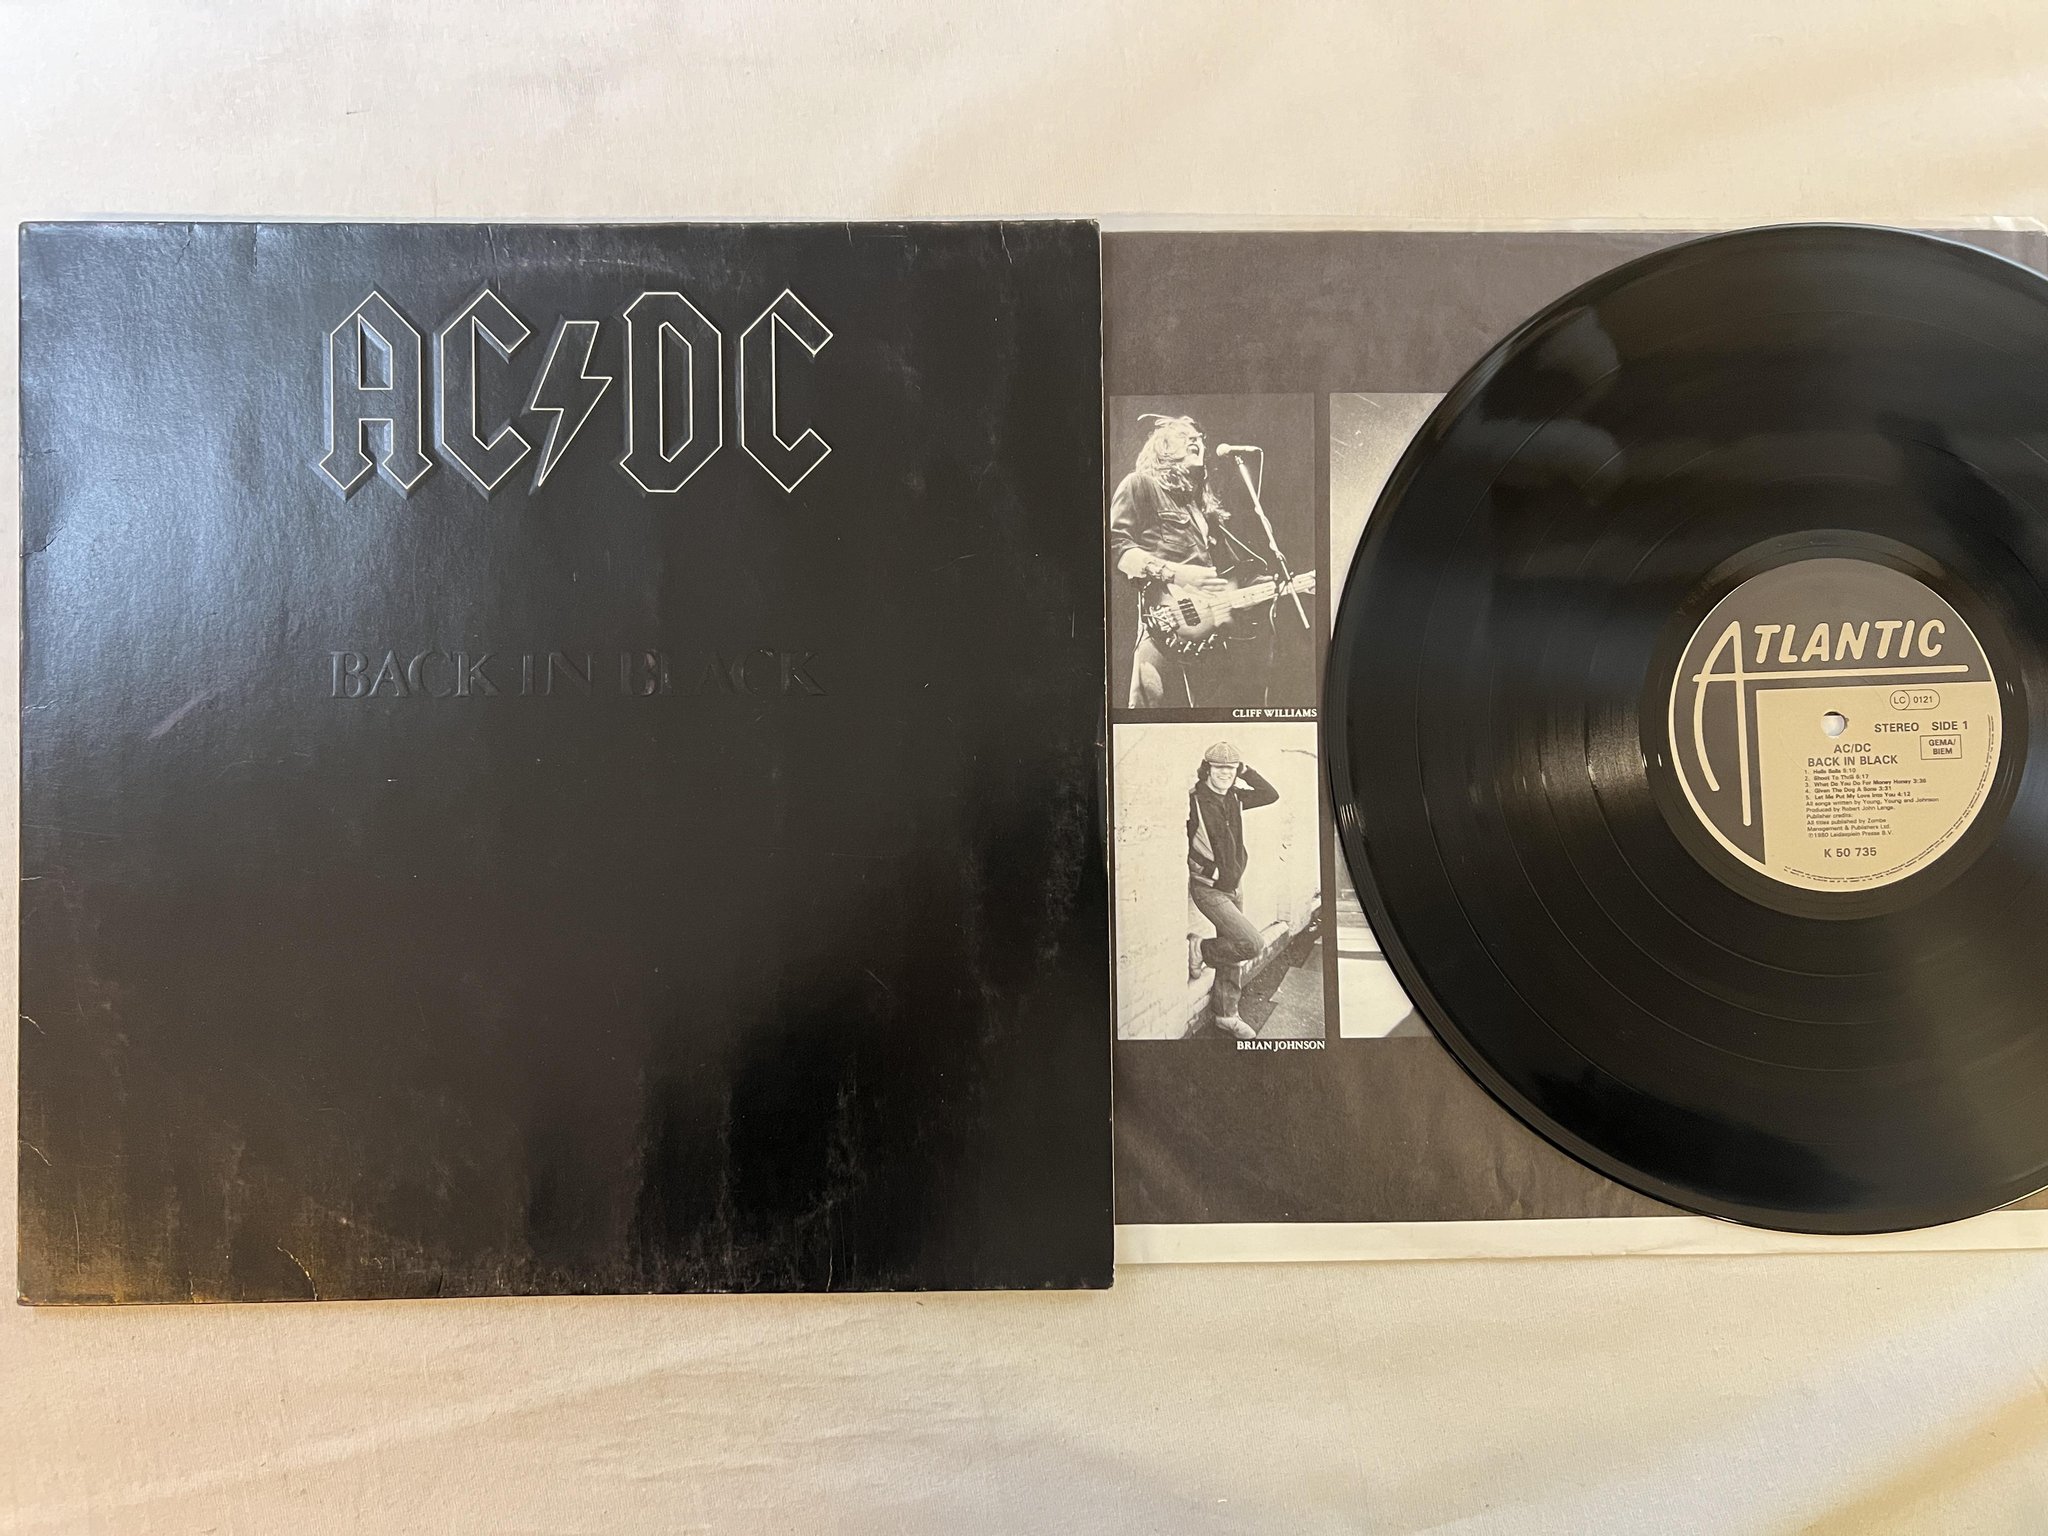 AC/DC
BACK IN BLACK
CLIFF WILLIAMS
BRIAN JOHNSON
ATLANTIC
LC 0121
STEREO SIDE 1
GEMA/
BIEM
AC/DC
BACK IN BLACK
1. Hells Bells 5:10
2. Shoot To Thrill 5:17
3. What Do You Do For Money Honey 3:36
4. Given The Dog A Bone 3:31
5. Let Me Put My Love Into You 4:12
All songs written by Young, Young and Johnson
Produced by Robert John Lange.
Publisher credits:
All titles published by Zomba
Management & Publishers Ltd.
℗1980 Leidseplein Presse B.V.
K 50 735